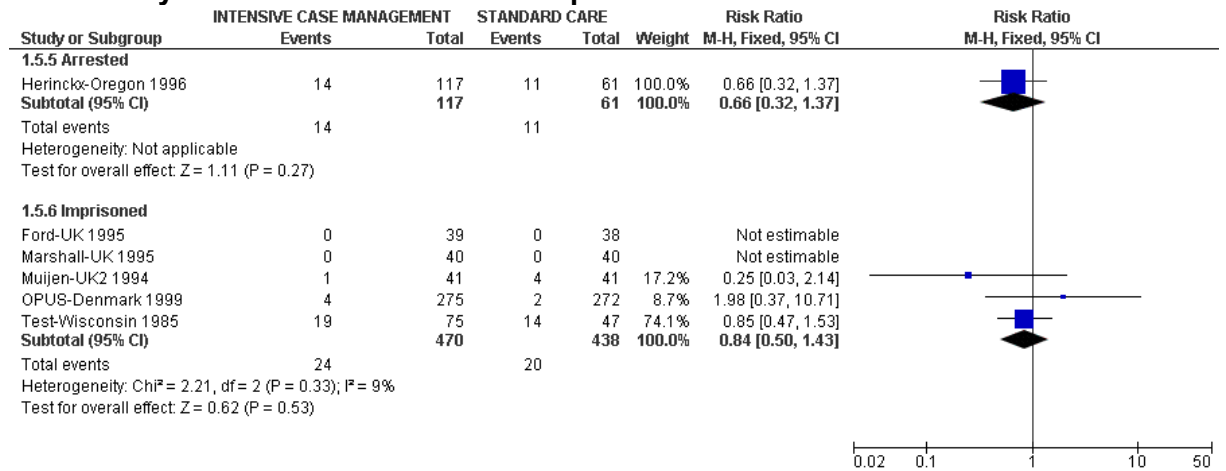 INTENSIVE CASE MANAGEMENT STANDARD CARE Risk Ratio Risk Ratio
Study or Subgroup Events Total Events Total Weight M-H, Fixed, 95% CI M-H, Fixed, 95% CI
1.5.5 Arrested
Herinckx-Oregon 1996 14 117 11 61 100.0% 0.66 [0.32, 1.37]
Subtotal (95% CI) 117 61 100.0% 0.66 [0.32, 1.37]
Total events 14 11
Heterogeneity: Not applicable
Test for overall effect: Z = 1.11 (P = 0.27)
1.5.6 Imprisoned
Ford-UK 1995 0 39 0 38 Not estimable
Marshall-UK 1995 0 40 0 40 Not estimable
Muijen-UK2 1994 1 41 4 41 17.2% 0.25 [0.03, 2.14]
OPUS-Denmark 1999 4 275 2 272 8.7% 1.98 [0.37, 10.71]
Test-Wisconsin 1985 19 75 14 47 74.1% 0.85 [0.47, 1.53]
Subtotal (95% CI) 470 438 100.0% 0.84 [0.50, 1.43]
Total events 24 20
Heterogeneity: Chi² = 2.21, df = 2 (P = 0.33); I² = 9%
Test for overall effect: Z = 0.62 (P = 0.53)
0.02 0.1 1 10 50